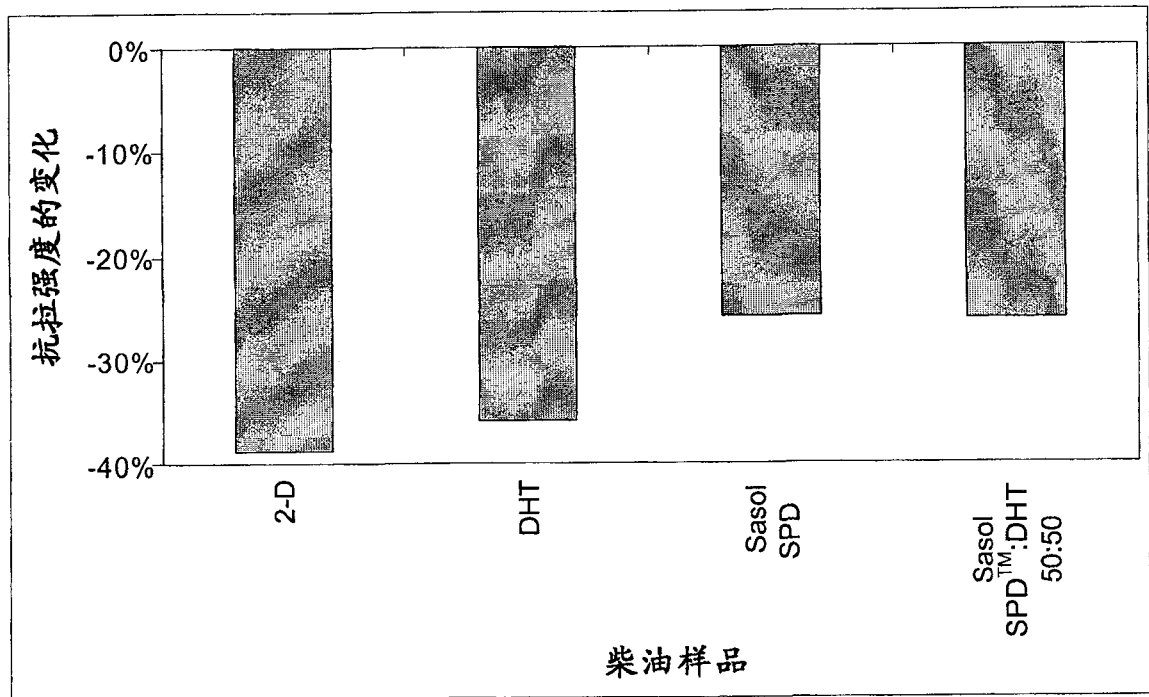 抗拉强度的变化
0%
-10%
-20%
-30%
-40%
2-D
DHT
Sasol
SPD
Sasol
SPD™:DHT
50:50
柴油样品